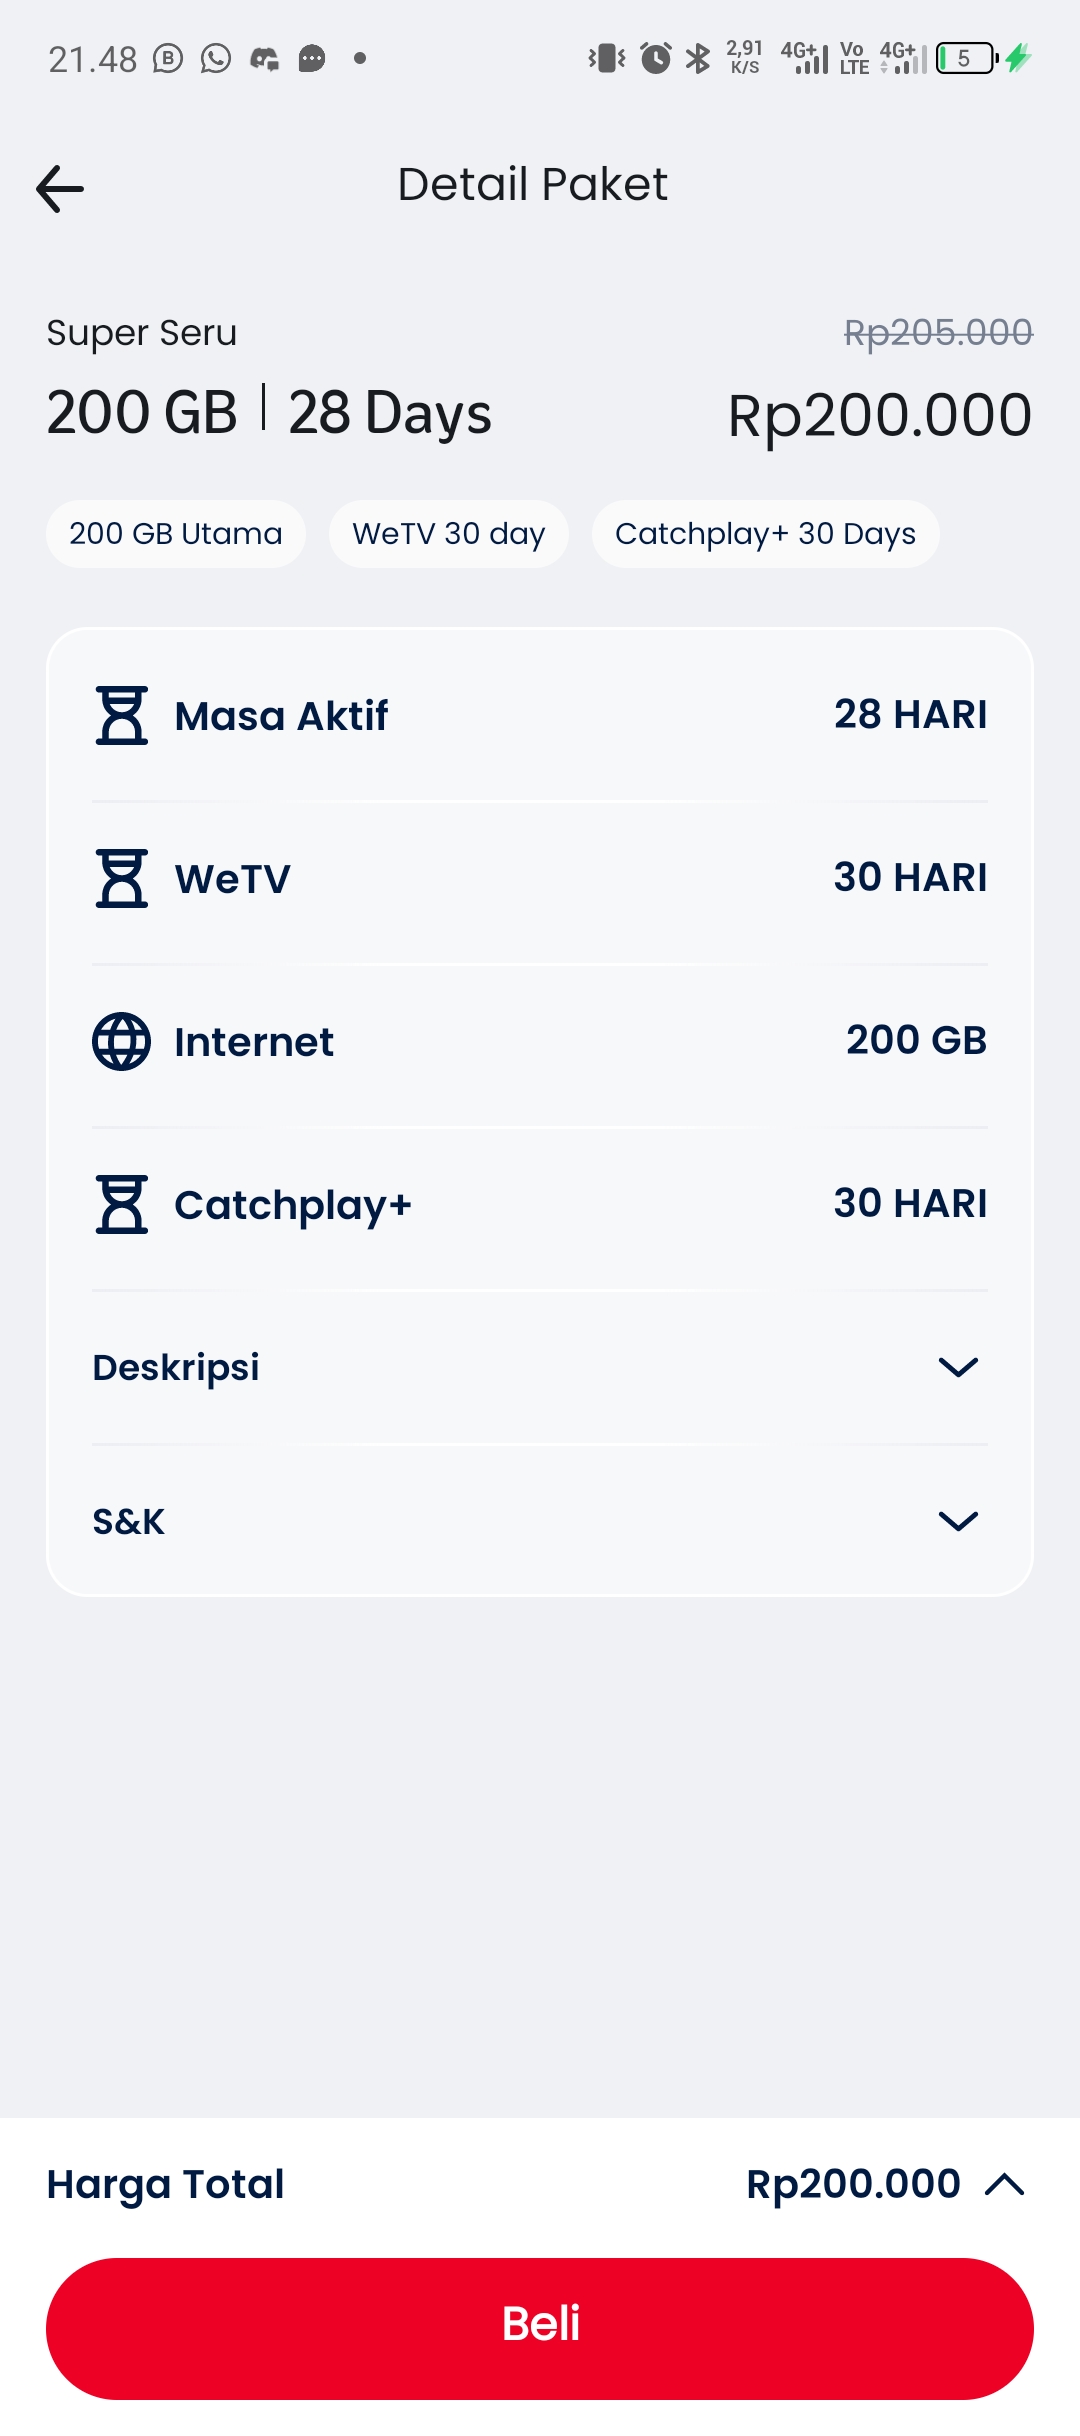 21.48 B 2,91 K/S 4G+ Vo LTE 4G+ 5
Detail Paket
Super Seru Rp205.000
200 GB | 28 Days Rp200.000
200 GB Utama WeTV 30 day Catchplay+ 30 Days
Masa Aktif 28 HARI
WeTV 30 HARI
Internet 200 GB
Catchplay+ 30 HARI
Deskripsi
S&K
Harga Total Rp200.000
Beli